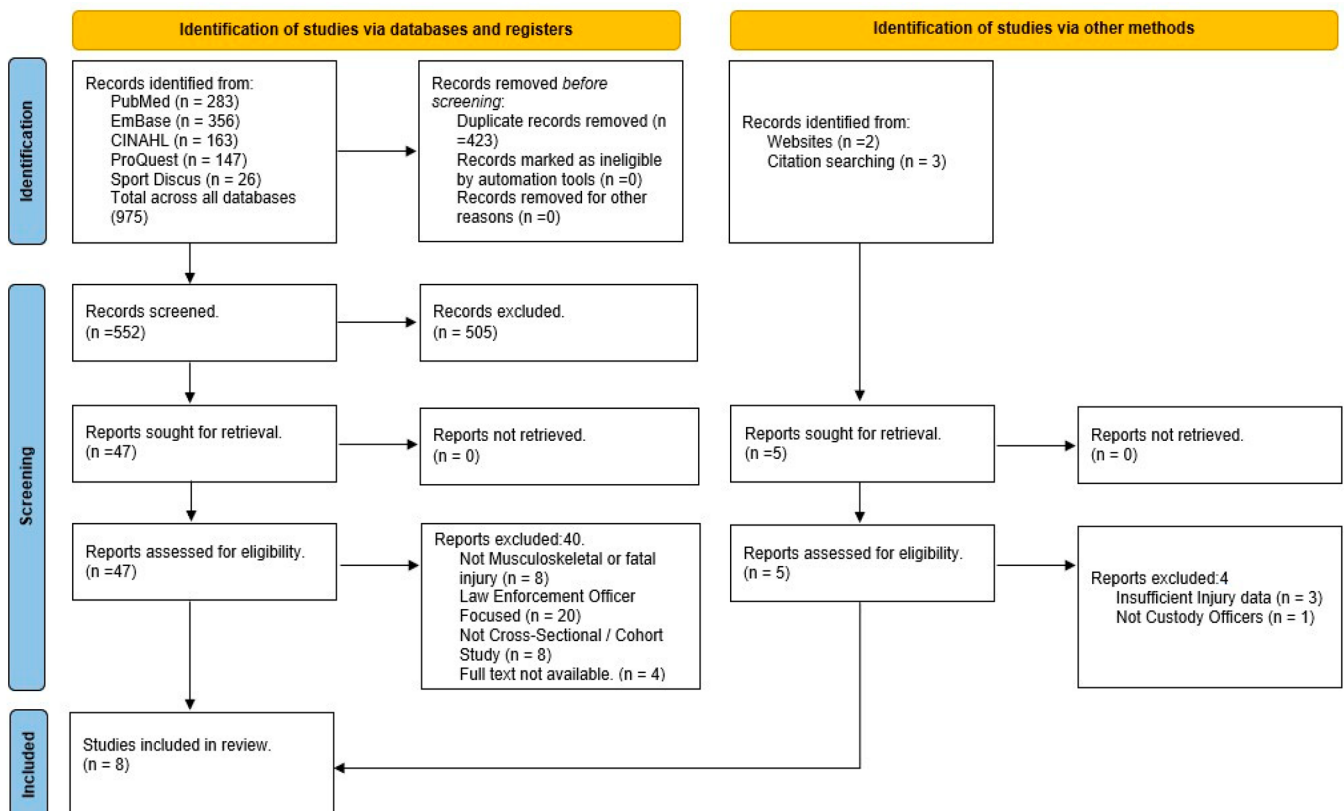 Identification of studies via databases and registers
Identification of studies via other methods
Identification
Records identified from:
PubMed (n = 283)
EmBase (n = 356)
CINAHL (n = 163)
ProQuest (n = 147)
Sport Discus (n = 26)
Total across all databases
(975)
Records removed before
screening:
Duplicate records removed (n
=423)
Records marked as ineligible
by automation tools (n =0)
Records removed for other
reasons (n =0)
Records identified from:
Websites (n =2)
Citation searching (n = 3)
Screening
Records screened.
(n =552)
Records excluded.
(n = 505)
Reports sought for retrieval.
(n =47)
Reports not retrieved.
(n = 0)
Reports sought for retrieval.
(n =5)
Reports not retrieved.
(n = 0)
Reports assessed for eligibility.
(n =47)
Reports excluded:40.
Not Musculoskeletal or fatal
injury (n = 8)
Law Enforcement Officer
Focused (n = 20)
Not Cross-Sectional / Cohort
Study (n = 8)
Full text not available. (n = 4)
Reports assessed for eligibility.
(n = 5)
Reports excluded:4
Insufficient Injury data (n = 3)
Not Custody Officers (n = 1)
Included
Studies included in review.
(n = 8)